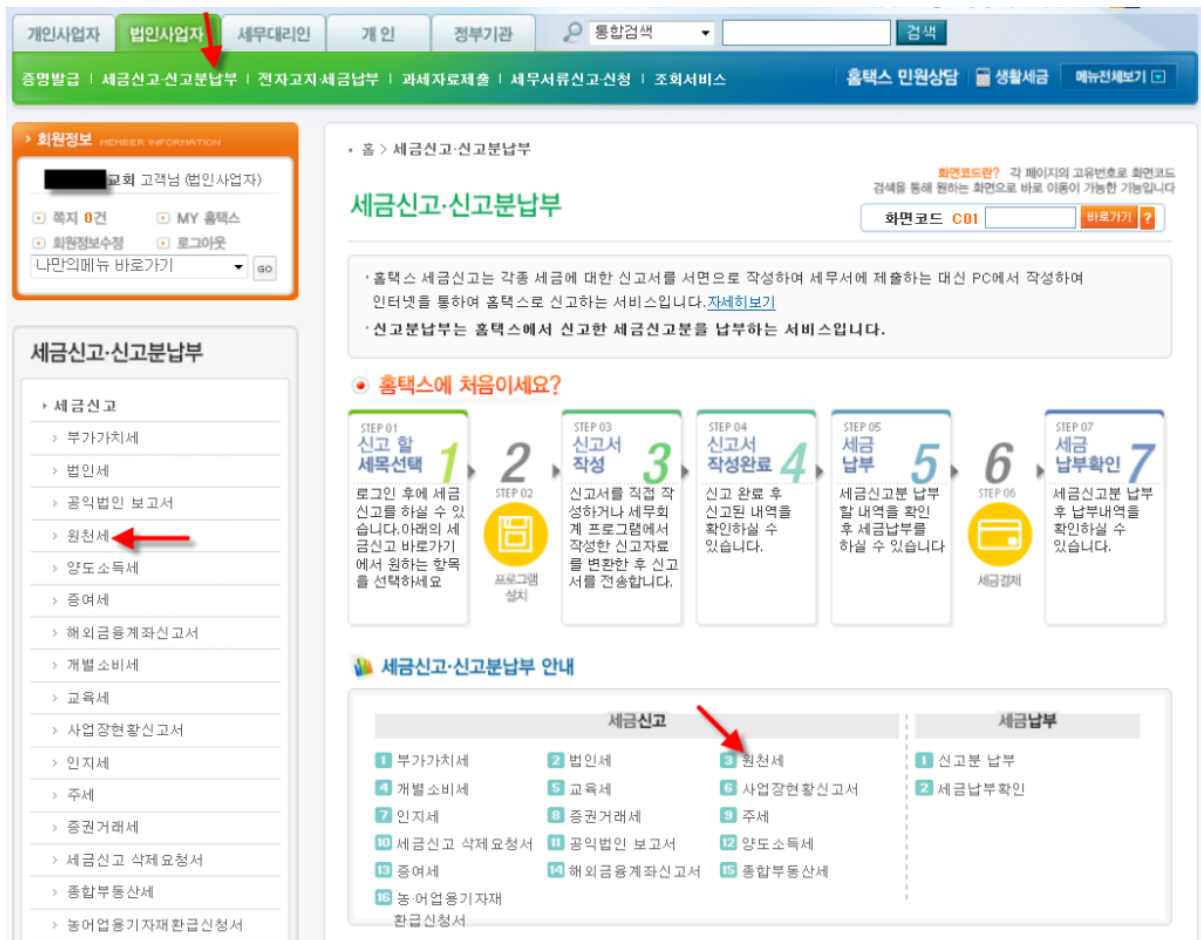 개인사업자 법인사업자 세무대리인 개 인 정부기관 통합검색 검색
증명발급 | 세금신고·신고분납부 | 전자고지·세금납부 | 과세자료제출 | 세무서류신고·신청 | 조회서비스 홈택스 민원상담 생활세금 메뉴전체보기
회원정보 MEMBER INFORMATION
교회 고객님 (법인사업자)
쪽지 0건 MY 홈택스
회원정보수정 로그아웃
나만의메뉴 바로가기 GO
세금신고·신고분납부
세금신고
부가가치세
법인세
공익법인 보고서
원천세
양도소득세
증여세
해외금융계좌신고서
개별소비세
교육세
사업장현황신고서
인지세
주세
증권거래세
세금신고 삭제요청서
종합부동산세
농어업용기자재환급신청서
홈 > 세금신고·신고분납부
세금신고·신고분납부
화면코드란? 각 페이지의 고유번호로 화면코드
검색을 통해 원하는 화면으로 바로 이동이 가능한 기능입니다
화면코드 C01 바로가기 ?
홈택스 세금신고는 각종 세금에 대한 신고서를 서면으로 작성하여 세무서에 제출하는 대신 PC에서 작성하여
인터넷을 통하여 홈택스로 신고하는 서비스입니다.자세히보기
신고분납부는 홈택스에서 신고한 세금신고분을 납부하는 서비스입니다.
홈택스에 처음이세요?
STEP 01
신고 할
세목선택 1
로그인 후에 세금
신고를 하실 수 있
습니다.아래의 세
금신고 바로가기
에서 원하는 항목
을 선택하세요
2
STEP 02
프로그램
설치
STEP 03
신고서
작성 3
신고서를 직접 작
성하거나 세무회
계 프로그램에서
작성한 신고자료
를 변환한 후 신고
서를 전송합니다.
STEP 04
신고서
작성완료 4
신고 완료 후
신고된 내역을
확인하실 수
있습니다.
STEP 05
세금
납부 5
세금신고분 납부
할 내역을 확인
후 세금납부를
하실 수 있습니다
6
STEP 06
세금결제
STEP 07
세금
납부확인 7
세금신고분 납부
후 납부내역을
확인하실 수
있습니다.
세금신고·신고분납부 안내
세금신고 세금납부
1 부가가치세 2 법인세 3 원천세 1 신고분 납부
4 개별소비세 5 교육세 6 사업장현황신고서 2 세금납부확인
7 인지세 8 증권거래세 9 주세
10 세금신고 삭제요청서 11 공익법인 보고서 12 양도소득세
13 증여세 14 해외금융계좌신고서 15 종합부동산세
16 농·어업용기자재
환급신청서